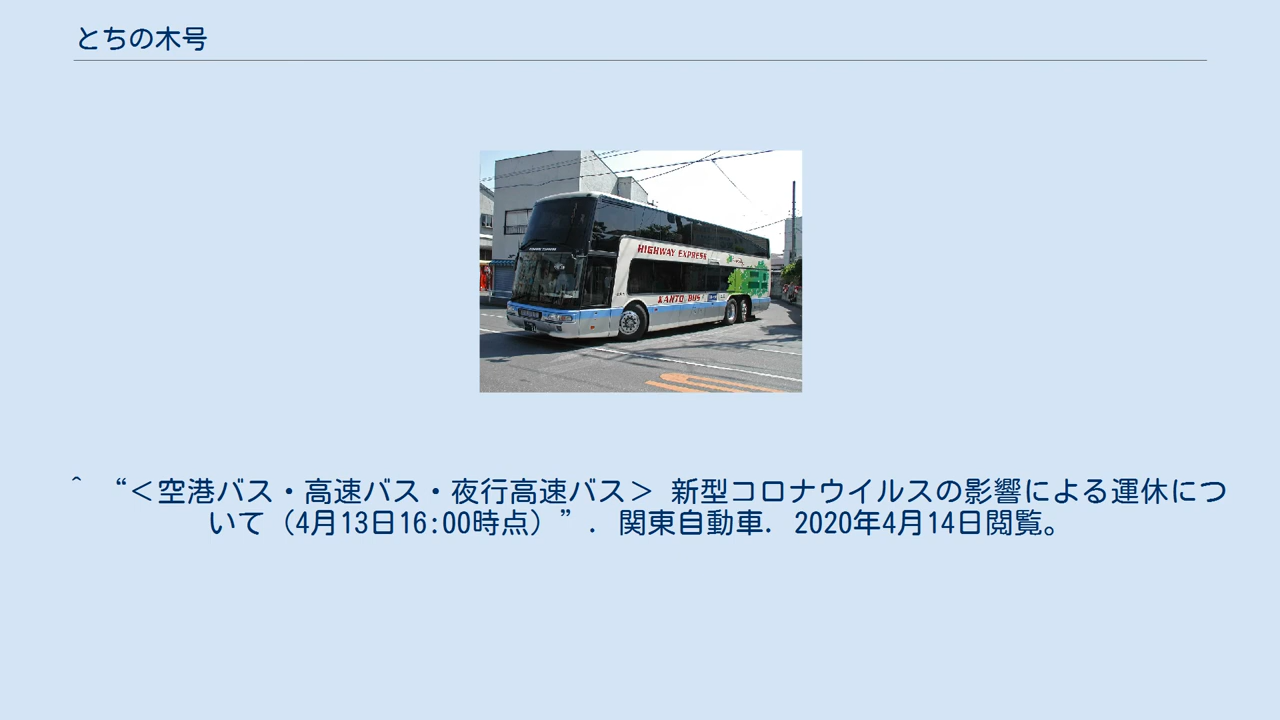 とちの木号
HIGHWAY EXPRESS
KANTO BUS
^ “＜空港バス・高速バス・夜行高速バス＞ 新型コロナウイルスの影響による運休につ
いて（4月13日16:00時点）”. 関東自動車. 2020年4月14日閲覧。